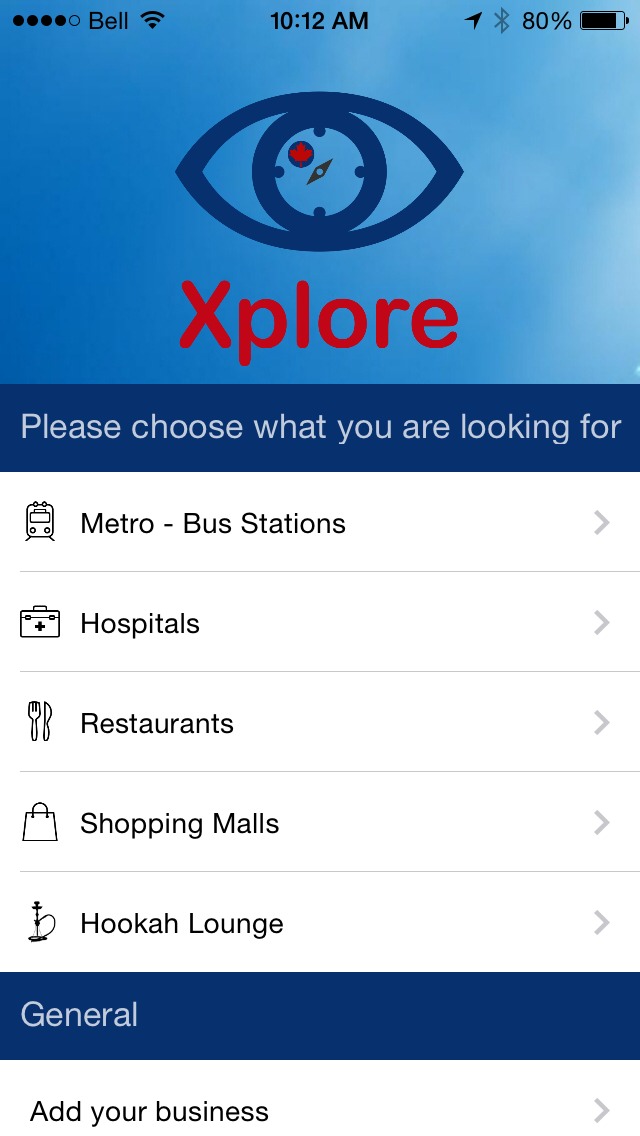 Bell 10:12 AM 80%
Xplore
Please choose what you are looking for
Metro - Bus Stations
Hospitals
Restaurants
Shopping Malls
Hookah Lounge
General
Add your business